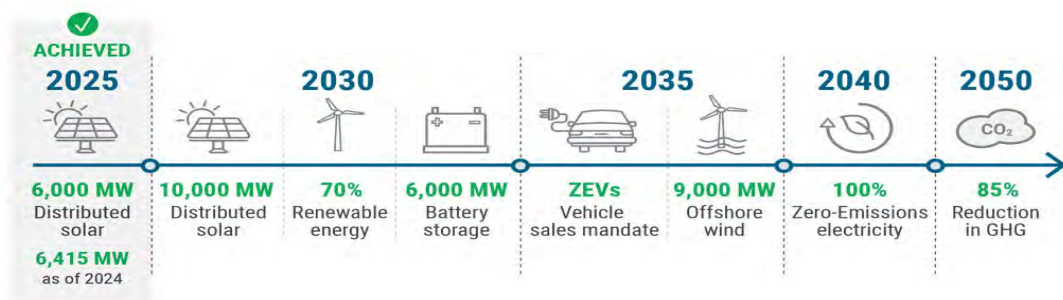 ACHIEVED
2025
6,000 MW
Distributed
solar
6,415 MW
as of 2024
2030
10,000 MW
Distributed
solar
70%
Renewable
energy
6,000 MW
Battery
storage
2035
ZEVs
Vehicle
sales mandate
9,000 MW
Offshore
wind
2040
100%
Zero-Emissions
electricity
2050
CO₂
85%
Reduction
in GHG